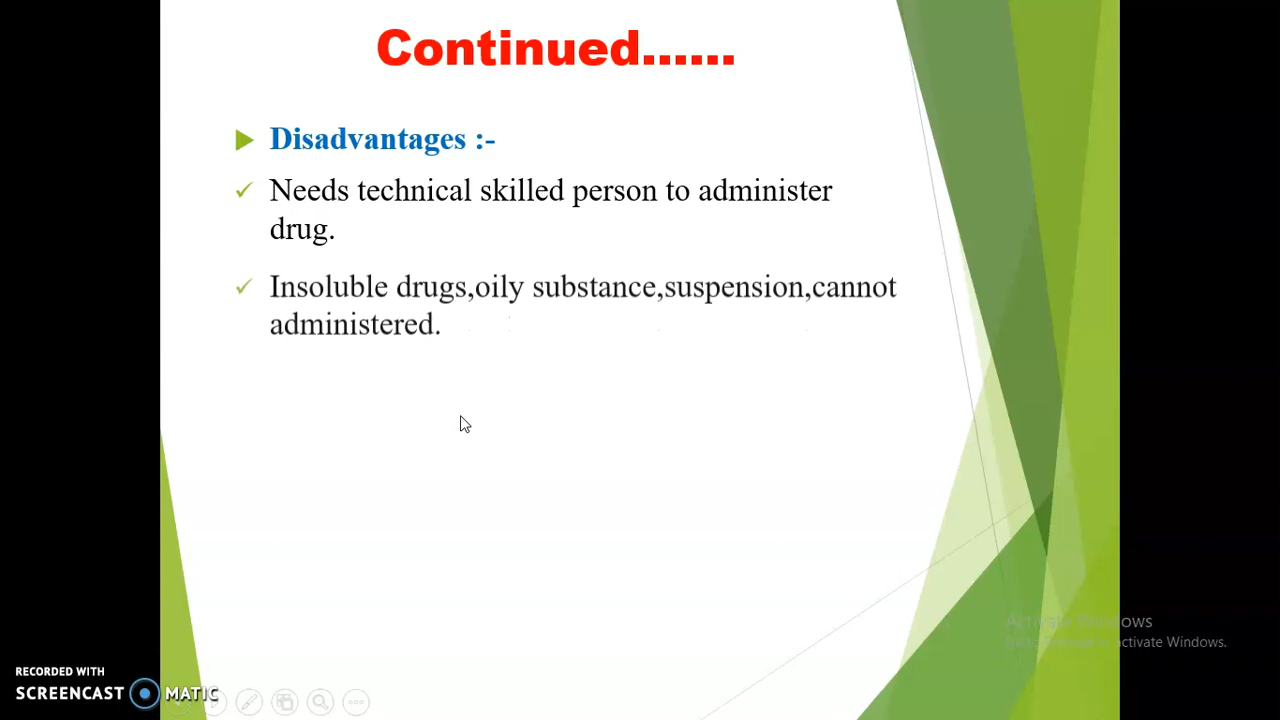 Continued......
Disadvantages :-
Needs technical skilled person to administer
drug.
Insoluble drugs,oily substance,suspension,cannot
administered.
Activate Windows
activate Windows.
RECORDED WITH
SCREENCAST MATIC